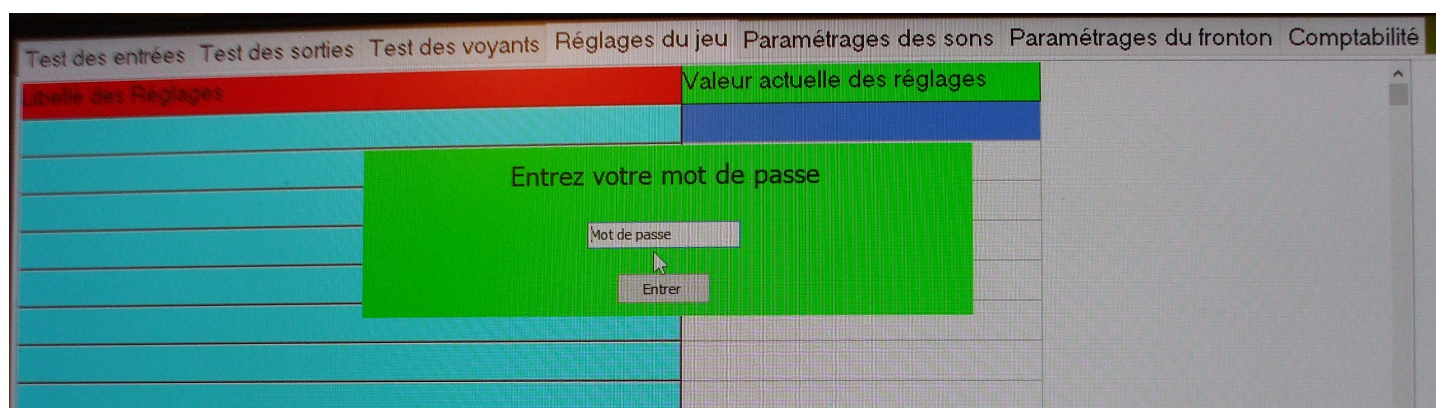 Test des entrées Test des sorties Test des voyants Réglages du jeu Paramétrages des sons Paramétrages du fronton Comptabilité
Libellé des Réglages Valeur actuelle des réglages
Entrez votre mot de passe
Mot de passe
Entrer